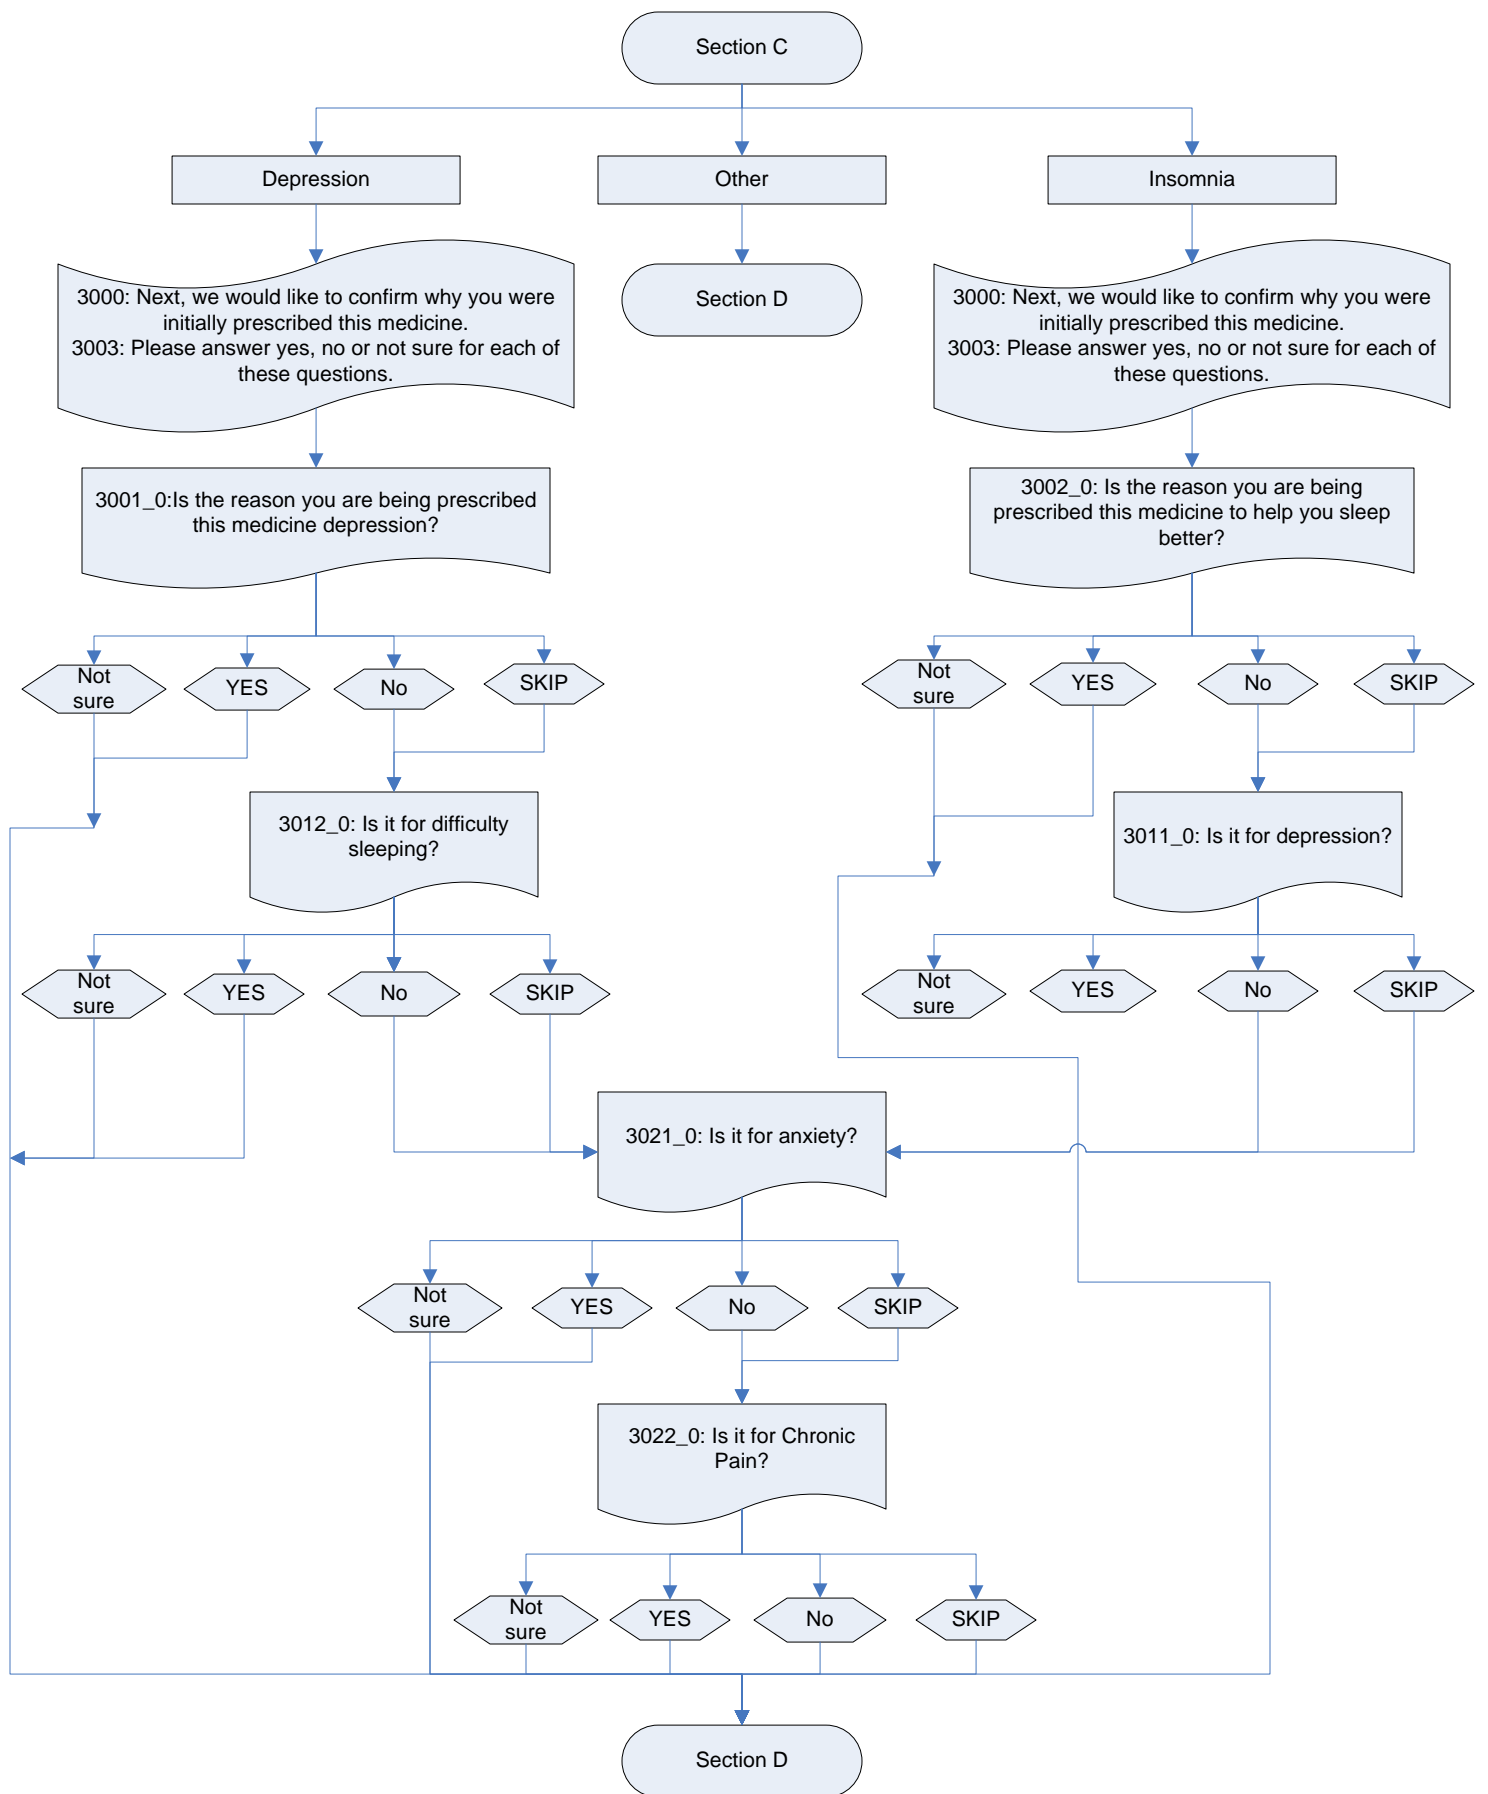 Section C
Depression
Other
Insomnia
3000: Next, we would like to confirm why you were
initially prescribed this medicine.
3003: Please answer yes, no or not sure for each of
these questions.
Section D
3000: Next, we would like to confirm why you were
initially prescribed this medicine.
3003: Please answer yes, no or not sure for each of
these questions.
3001_0:Is the reason you are being prescribed
this medicine depression?
3002_0: Is the reason you are being
prescribed this medicine to help you sleep
better?
Not
sure
YES
No
SKIP
Not
sure
YES
No
SKIP
3012_0: Is it for difficulty
sleeping?
3011_0: Is it for depression?
Not
sure
YES
No
SKIP
Not
sure
YES
No
SKIP
3021_0: Is it for anxiety?
Not
sure
YES
No
SKIP
3022_0: Is it for Chronic
Pain?
Not
sure
YES
No
SKIP
Section D